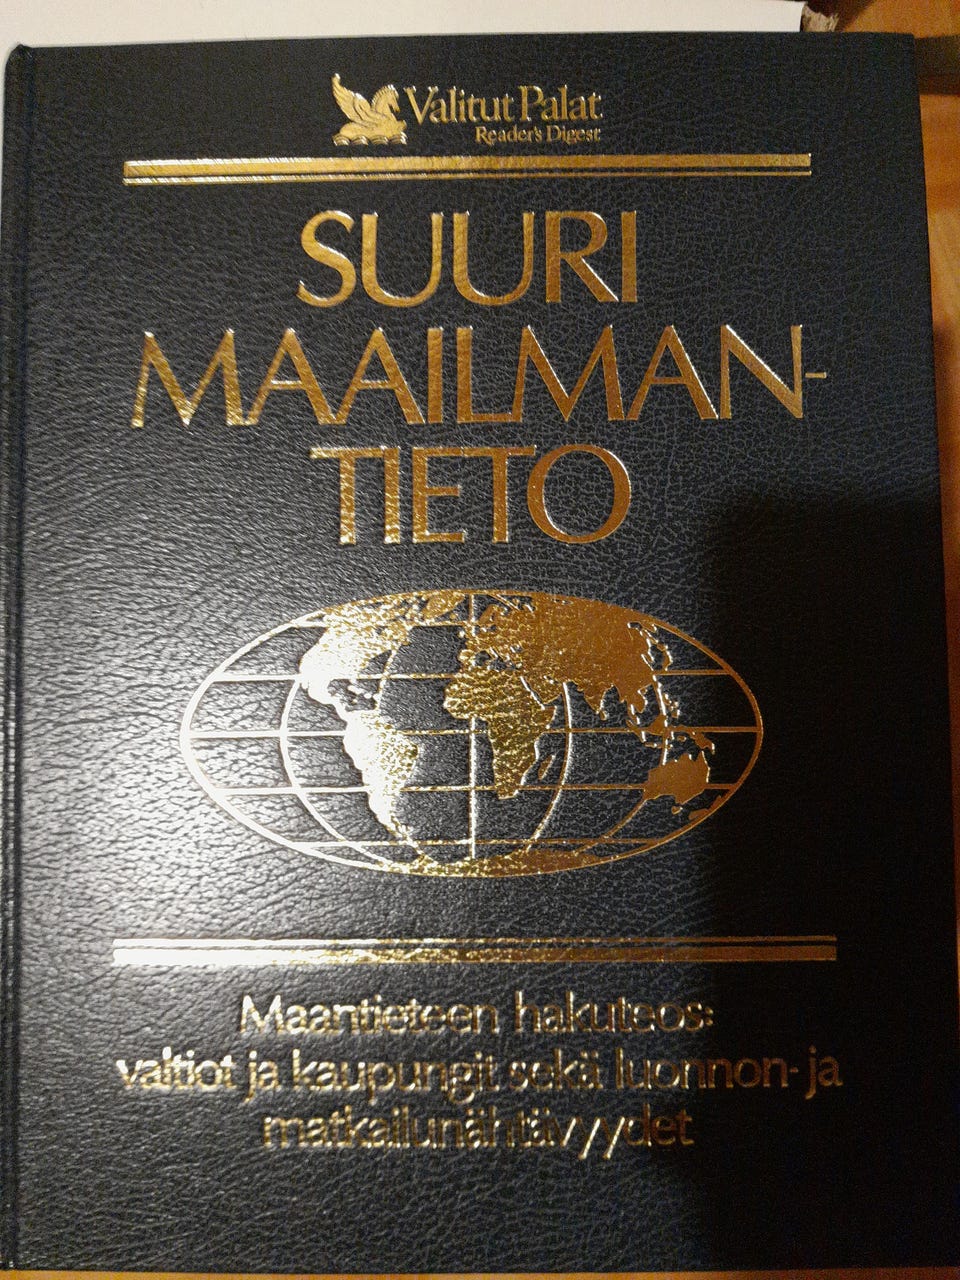 Valitut Palat
Reader's Digest
SUURI
MAAILMAN-
TIETO
Maantieteen hakuteos:
valtiot ja kaupungit sekä luonnon- ja
matkailunähtävyydet